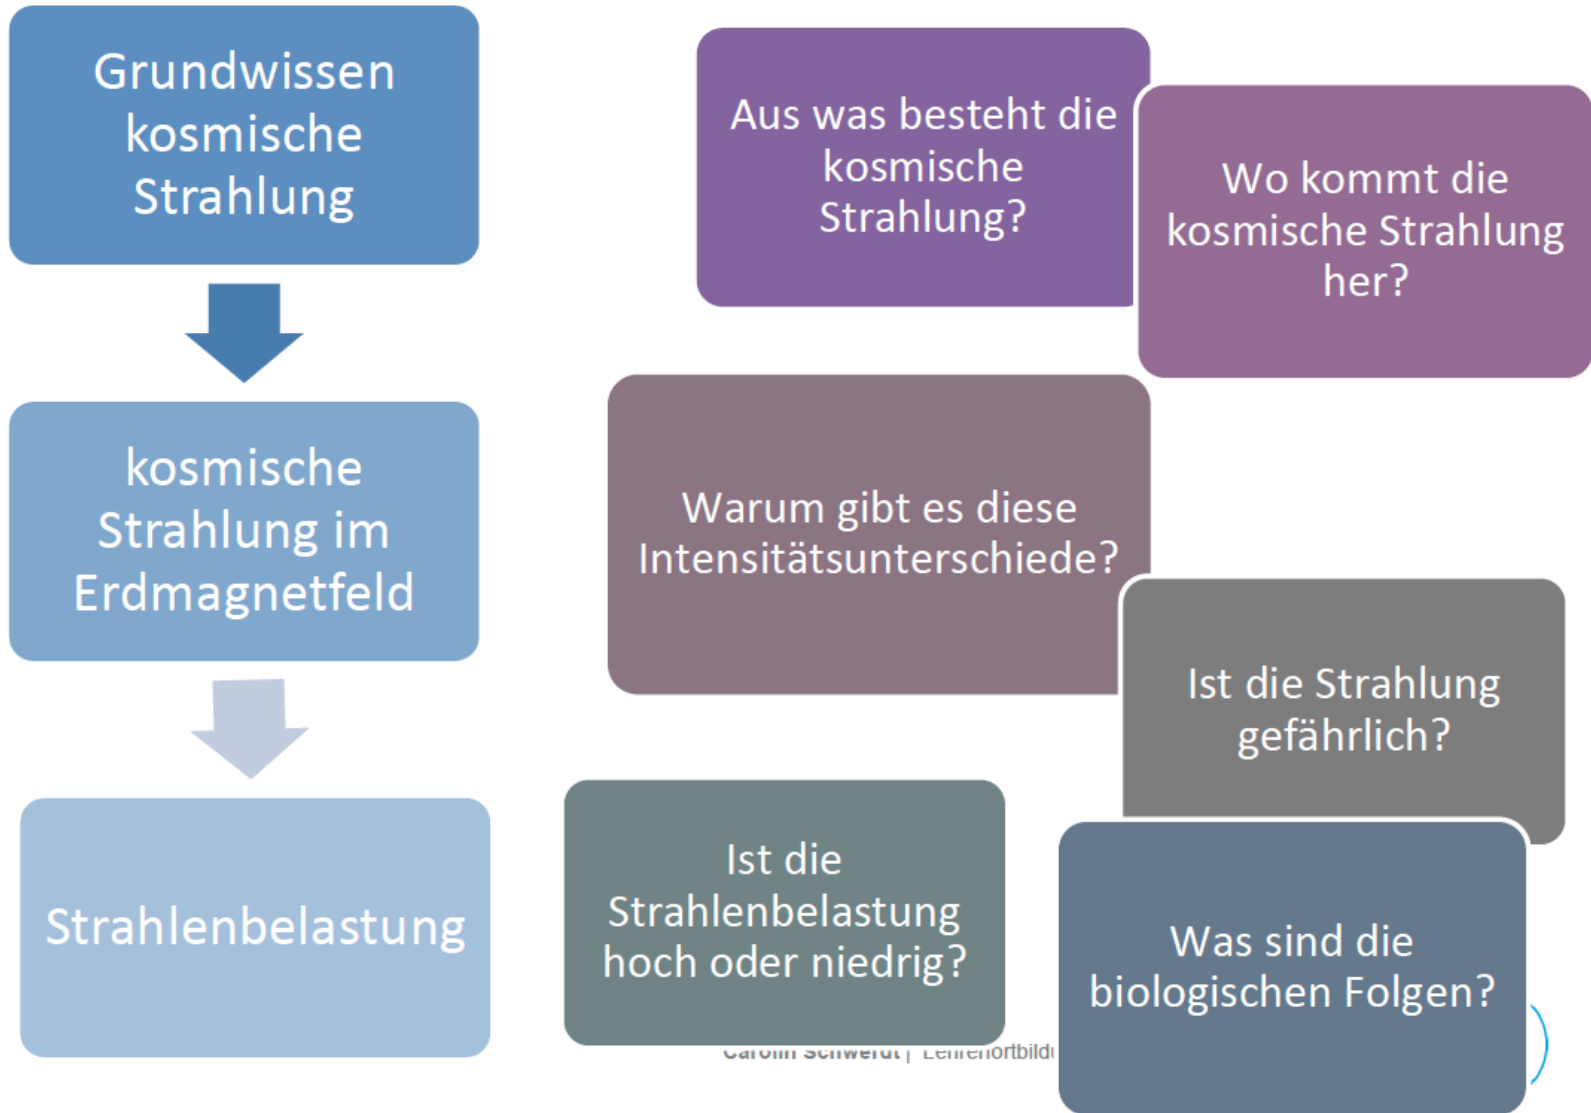 Grundwissen
kosmische
Strahlung
kosmische
Strahlung im
Erdmagnetfeld
Strahlenbelastung
Aus was besteht die
kosmische
Strahlung?
Wo kommt die
kosmische Strahlung
her?
Warum gibt es diese
Intensitätsunterschiede?
Ist die Strahlung
gefährlich?
Ist die
Strahlenbelastung
hoch oder niedrig?
Was sind die
biologischen Folgen?
Carolin Schwerdt |